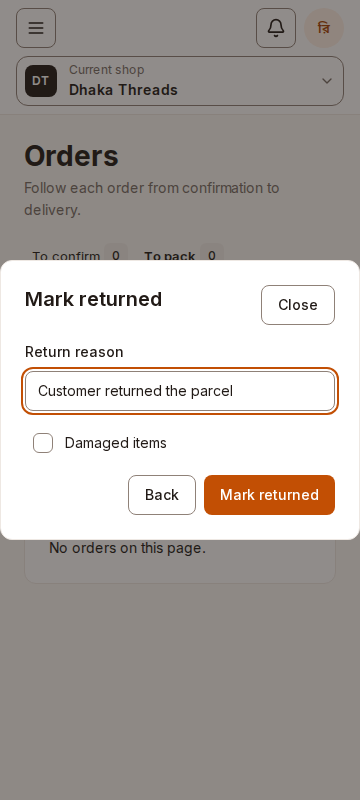 রি
DT
Current shop
Dhaka Threads
Orders
Follow each order from confirmation to
delivery.
To confirm 0 To pack 0
Mark returned
Close
Return reason
Customer returned the parcel
Damaged items
Back
Mark returned
No orders on this page.